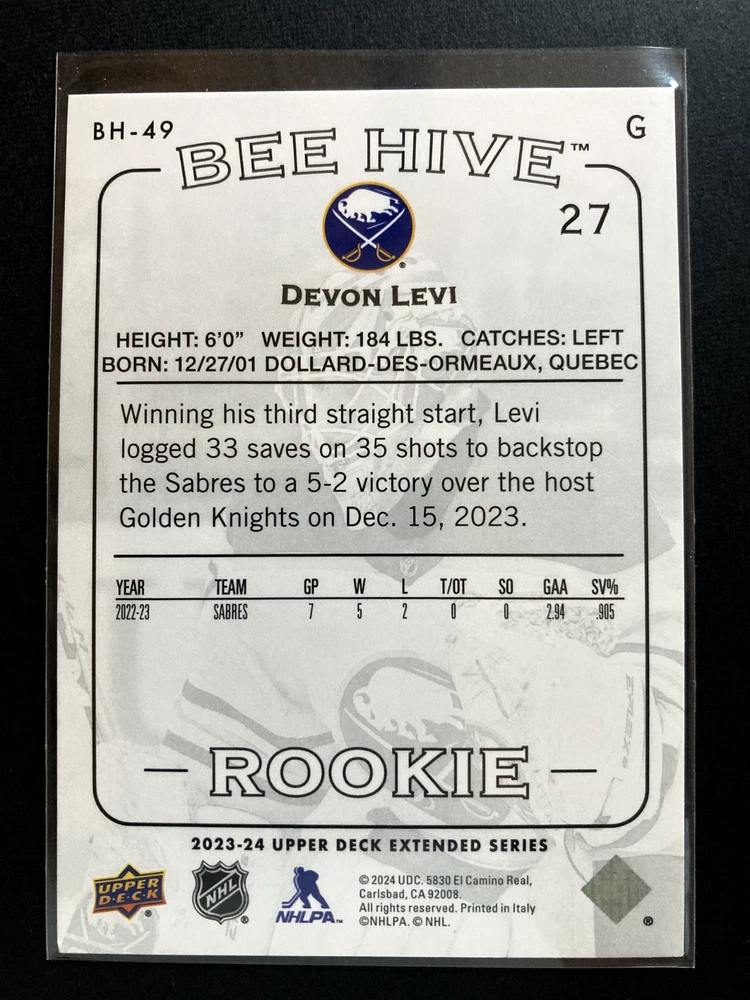 BH-49
G
BEE HIVE™
27
DEVON LEVI
HEIGHT: 6'0" WEIGHT: 184 LBS. CATCHES: LEFT
BORN: 12/27/01 DOLLARD-DES-ORMEAUX, QUEBEC
Winning his third straight start, Levi
logged 33 saves on 35 shots to backstop
the Sabres to a 5-2 victory over the host
Golden Knights on Dec. 15, 2023.
YEAR TEAM GP W L T/OT SO GAA SV%
2022-23 SABRES 7 5 2 0 0 2.94 .905
ROOKIE
2023-24 UPPER DECK EXTENDED SERIES
UPPER
D·E·C·K
®
NHL
®
NHLPA™
© 2024 UDC. 5830 El Camino Real,
Carlsbad, CA 92008.
All rights reserved. Printed in Italy
©NHLPA. © NHL.
®